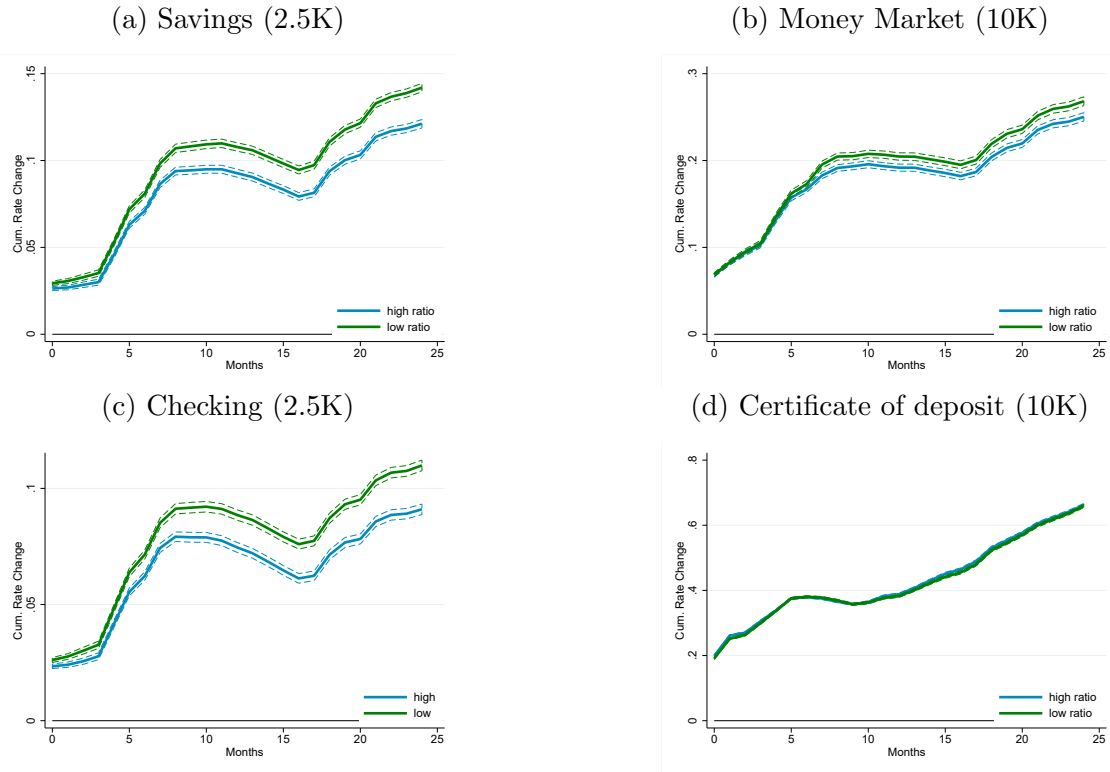 (a) Savings (2.5K)
Cum. Rate Change
0 .05 .1 .15
0 5 10 15 20 25
Months
high ratio
low ratio
(b) Money Market (10K)
Cum. Rate Change
0 .1 .2 .3
0 5 10 15 20 25
Months
high ratio
low ratio
(c) Checking (2.5K)
Cum. Rate Change
0 .05 .1
0 5 10 15 20 25
Months
high
low
(d) Certificate of deposit (10K)
Cum. Rate Change
0 .2 .4 .6 .8
0 5 10 15 20 25
Months
high ratio
low ratio